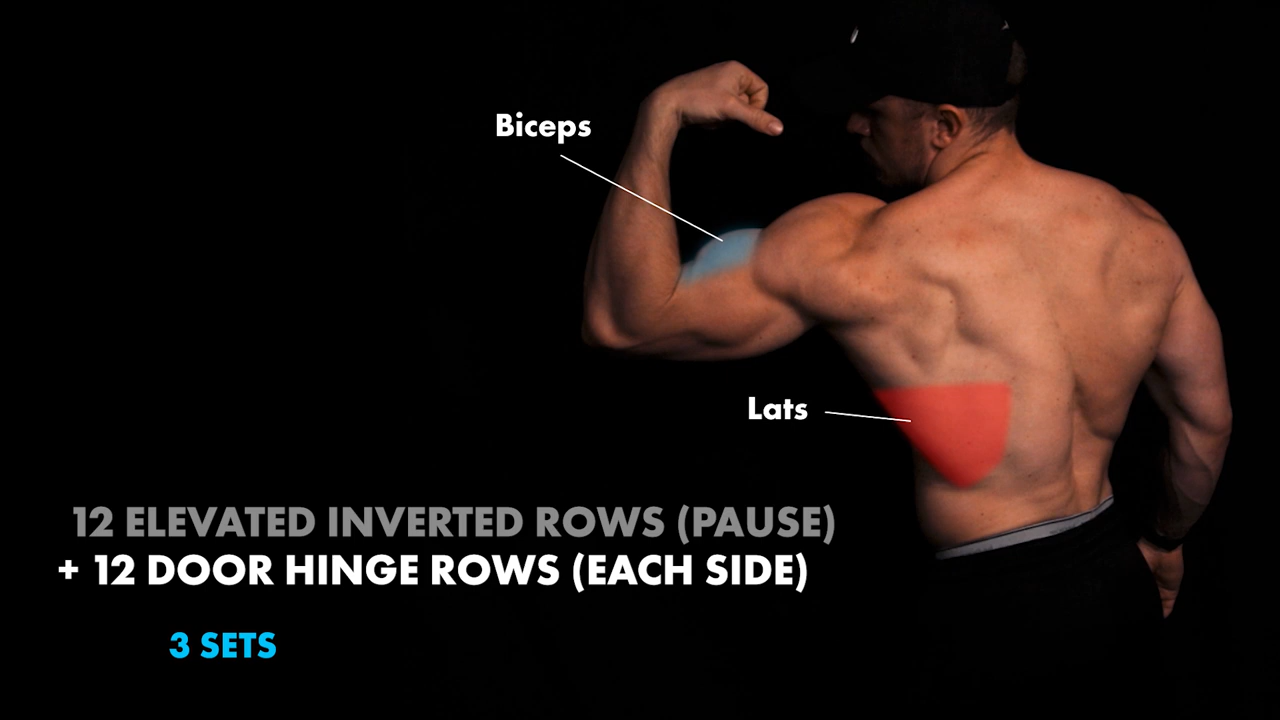 Biceps
Lats
12 ELEVATED INVERTED ROWS (PAUSE)
+ 12 DOOR HINGE ROWS (EACH SIDE)
3 SETS